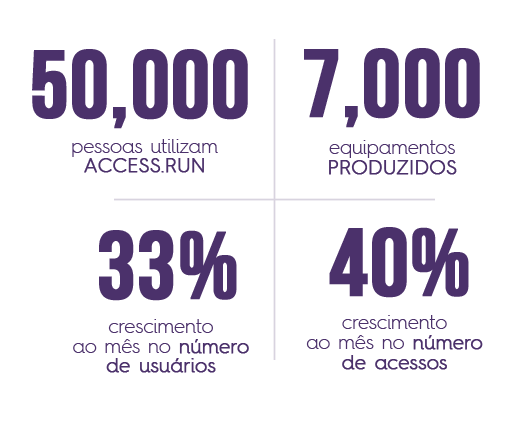 50,000
pessoas utilizam
ACCESS.RUN
7,000
equipamentos
PRODUZIDOS
33%
crescimento
ao mês no número
de usuários
40%
crescimento
ao mês no número
de acessos